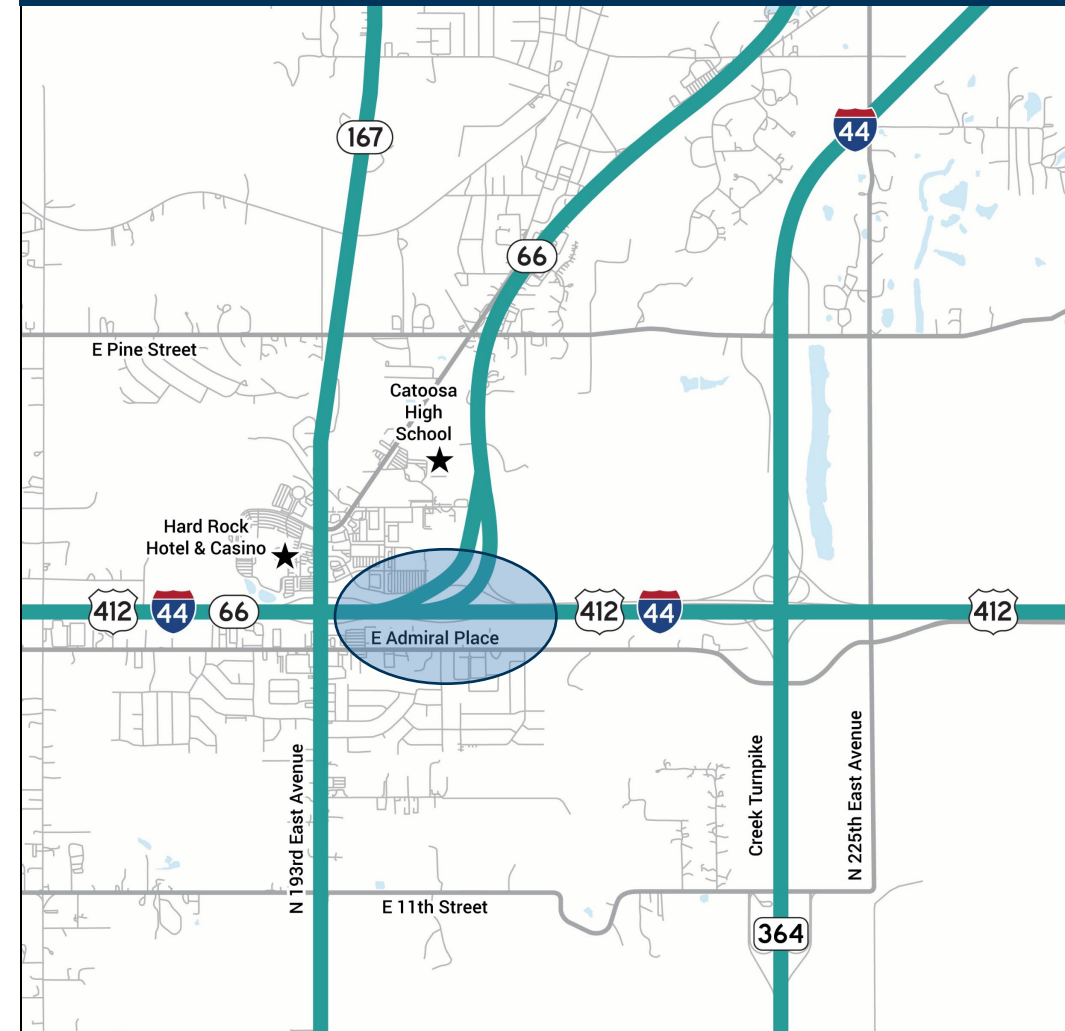 167
44
66
E Pine Street
Catoosa
High
School
Hard Rock
Hotel & Casino
412
44
66
412
44
412
E Admiral Place
N 193rd East Avenue
Creek Turnpike
N 225th East Avenue
E 11th Street
364